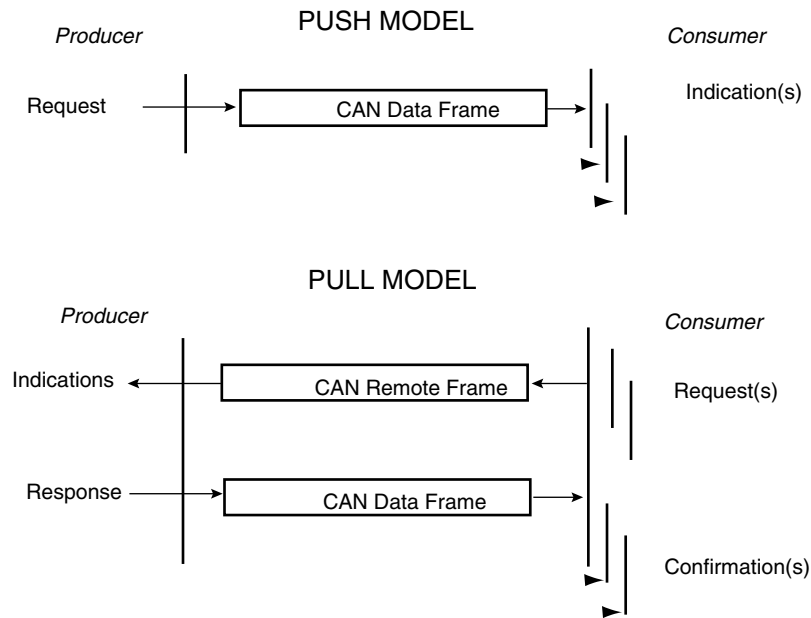 PUSH MODEL
Producer
Consumer
Request
CAN Data Frame
Indication(s)
PULL MODEL
Producer
Consumer
Indications
CAN Remote Frame
Request(s)
Response
CAN Data Frame
Confirmation(s)